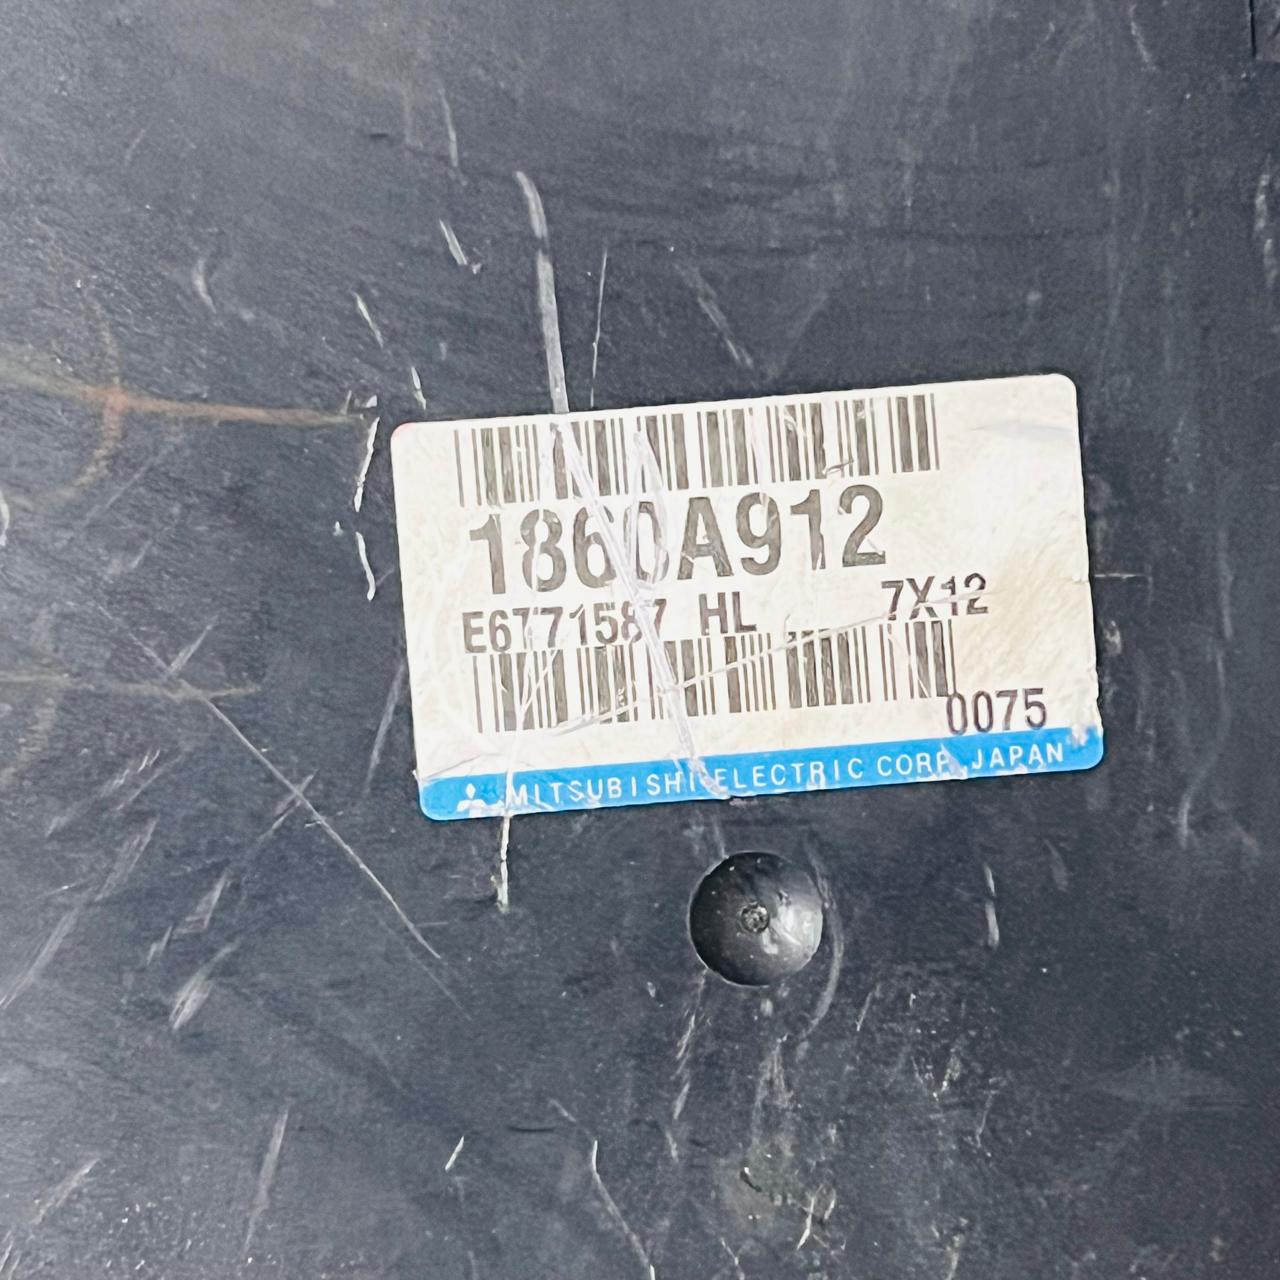 1860A912
E6771587 HL 7X12
0075
MITSUBISHI ELECTRIC CORP. JAPAN